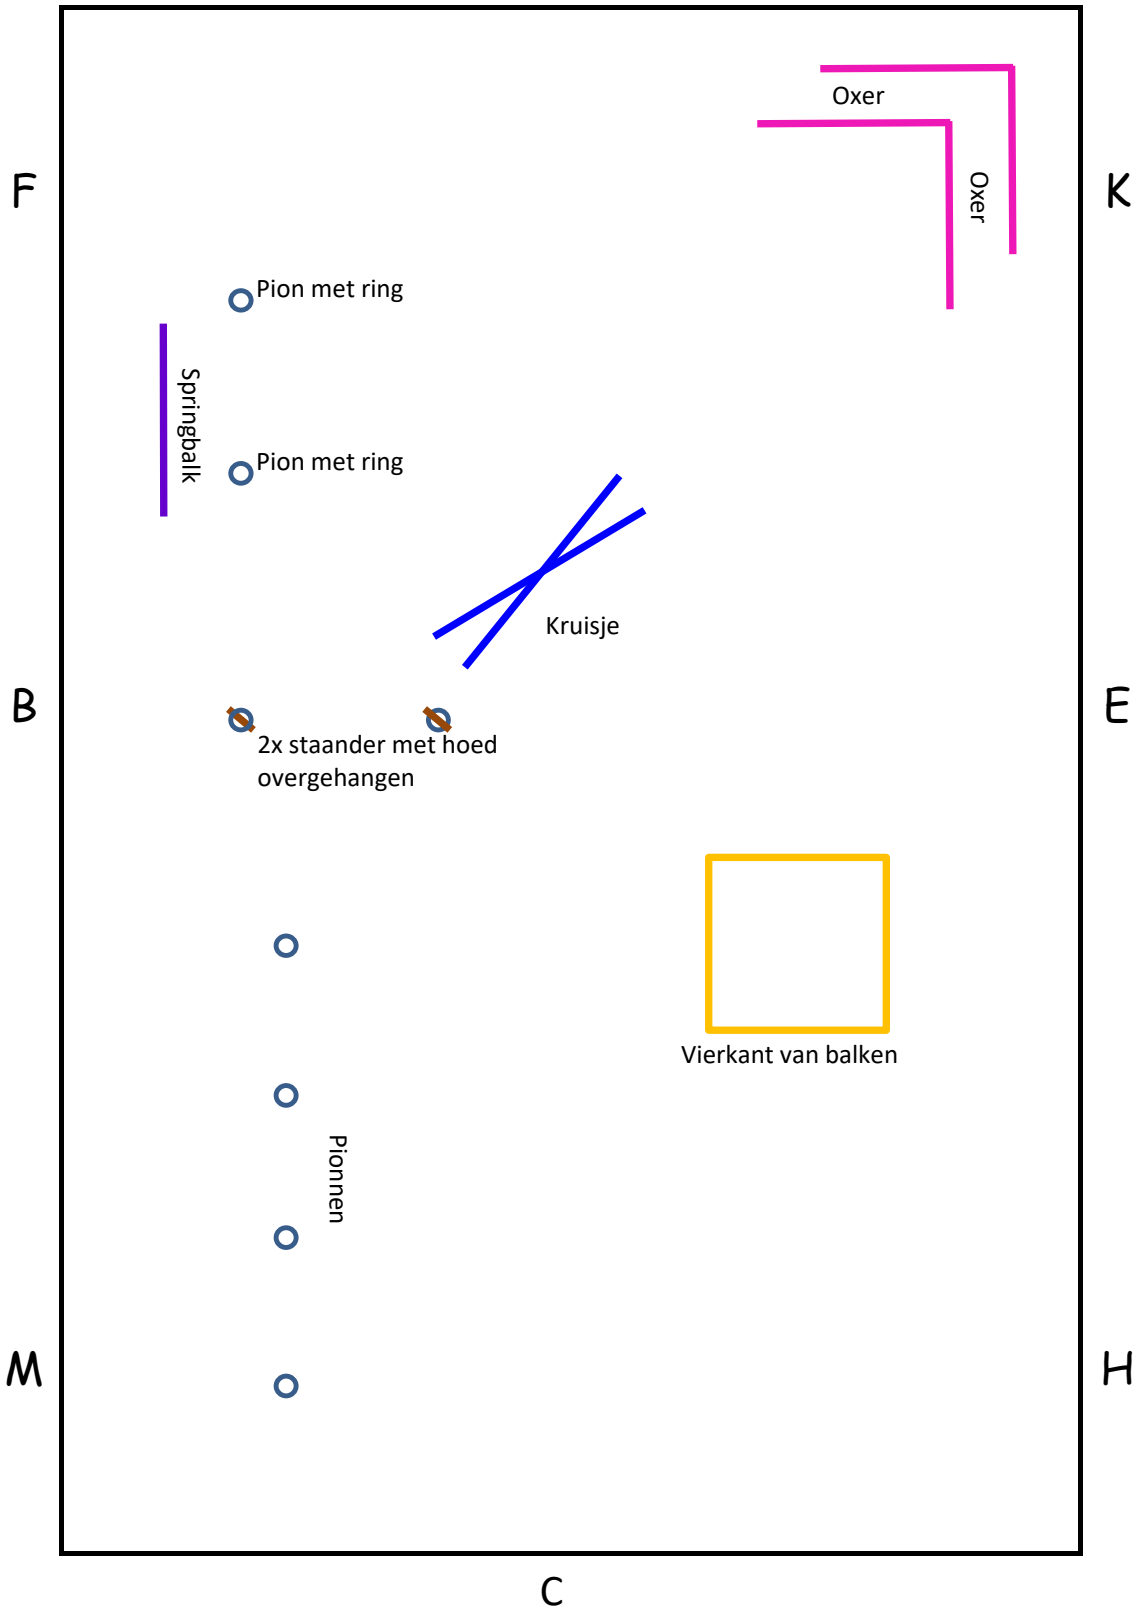 Oxer
F
K
Oxer
Pion met ring
Springbalk
Pion met ring
Kruisje
B
E
2x staander met hoed
overgehangen
Vierkant van balken
Pionnen
M
H
C